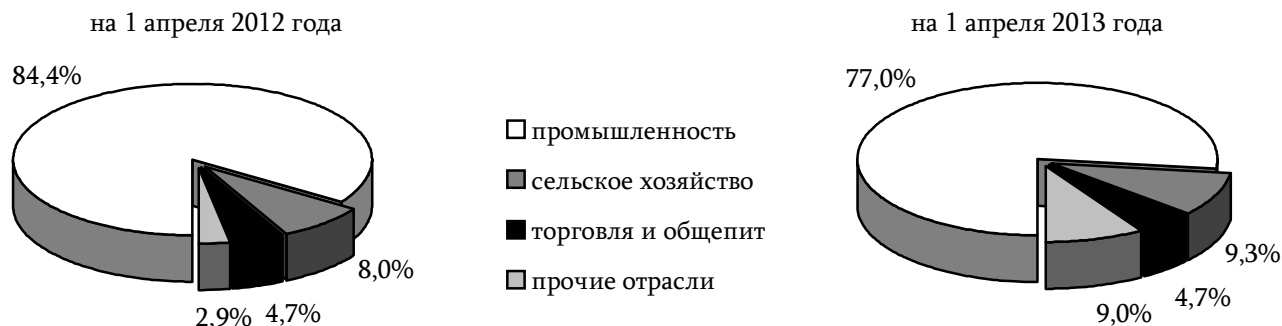 на 1 апреля 2012 года
84,4%
8,0%
4,7%
2,9%
промышленность
сельское хозяйство
торговля и общепит
прочие отрасли
на 1 апреля 2013 года
77,0%
9,3%
4,7%
9,0%